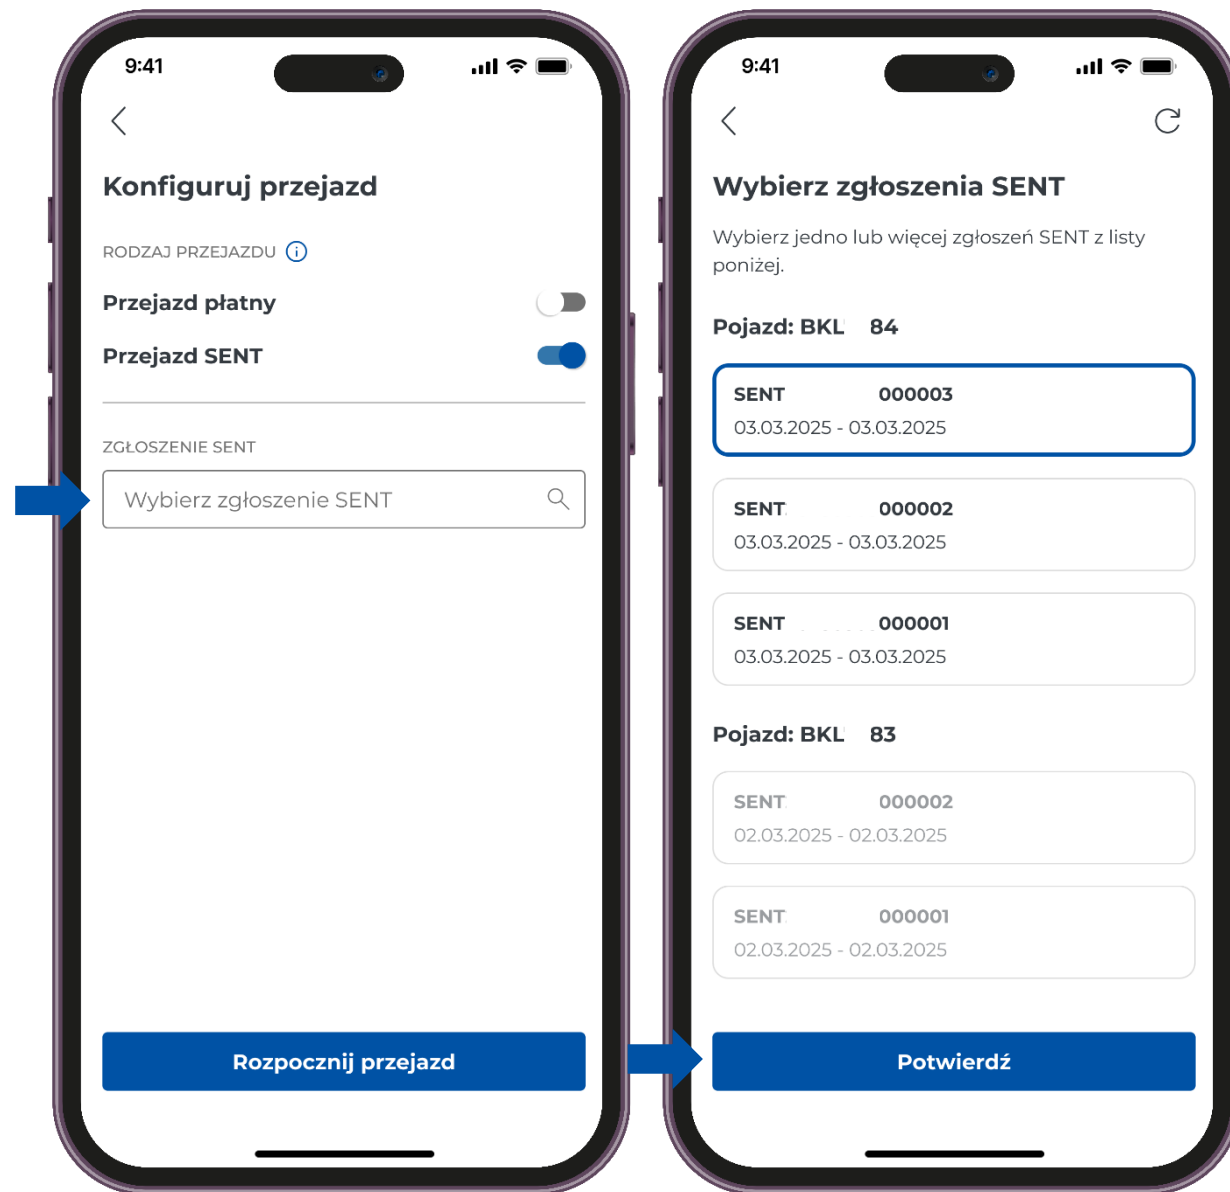 9:41
Konfiguruj przejazd
RODZAJ PRZEJAZDU
Przejazd płatny
Przejazd SENT
ZGŁOSZENIE SENT
Wybierz zgłoszenie SENT
Rozpocznij przejazd
9:41
Wybierz zgłoszenia SENT
Wybierz jedno lub więcej zgłoszeń SENT z listy
poniżej.
Pojazd: BKL 84
SENT 000003
03.03.2025 - 03.03.2025
SENT 000002
03.03.2025 - 03.03.2025
SENT 000001
03.03.2025 - 03.03.2025
Pojazd: BKL 83
SENT 000002
02.03.2025 - 02.03.2025
SENT 000001
02.03.2025 - 02.03.2025
Potwierdź